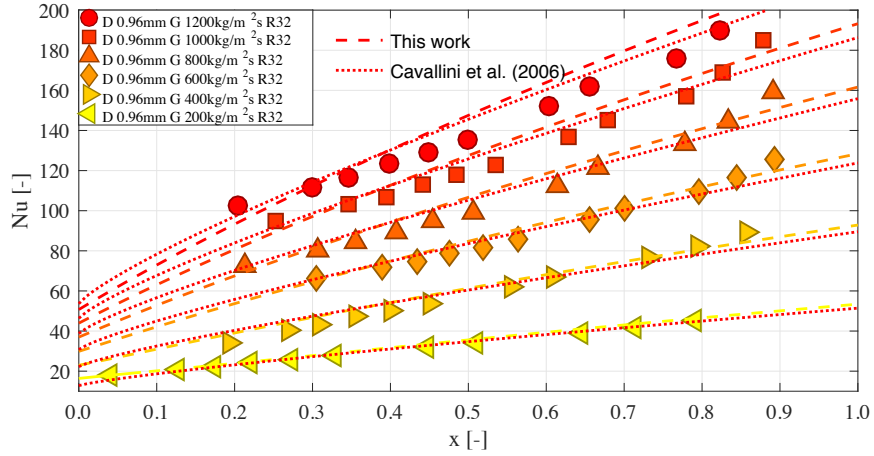 200
180
160
140
120
100
80
60
40
20
Nu [-]
D 0.96mm G 1200kg/m ²s R32
D 0.96mm G 1000kg/m ²s R32
D 0.96mm G 800kg/m ²s R32
D 0.96mm G 600kg/m ²s R32
D 0.96mm G 400kg/m ²s R32
D 0.96mm G 200kg/m ²s R32
This work
Cavallini et al. (2006)
0.0 0.1 0.2 0.3 0.4 0.5 0.6 0.7 0.8 0.9 1.0
x [-]